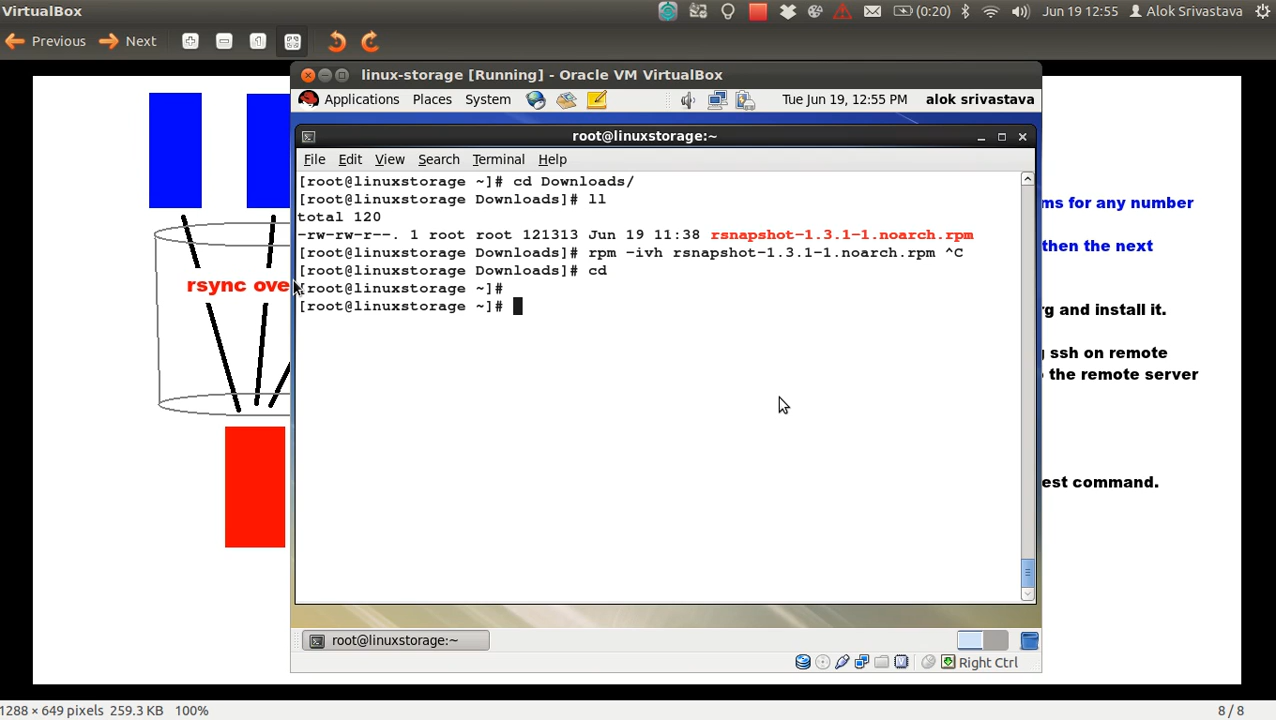 VirtualBox
(0:20)
Jun 19 12:55
Alok Srivastava
Previous
Next
linux-storage [Running] - Oracle VM VirtualBox
Applications Places System
Tue Jun 19, 12:55 PM
alok srivastava
root@linuxstorage:~
File Edit View Search Terminal Help
[root@linuxstorage ~]# cd Downloads/
[root@linuxstorage Downloads]# ll
total 120
-rw-rw-r--. 1 root root 121313 Jun 19 11:38 rsnapshot-1.3.1-1.noarch.rpm
[root@linuxstorage Downloads]# rpm -ivh rsnapshot-1.3.1-1.noarch.rpm ^C
[root@linuxstorage Downloads]# cd
[root@linuxstorage ~]#
[root@linuxstorage ~]#
rsync ove
ms for any number
then the next
rg and install it.
g ssh on remote
the remote server
est command.
root@linuxstorage:~
Right Ctrl
1288 × 649 pixels 259.3 KB 100%
8 / 8